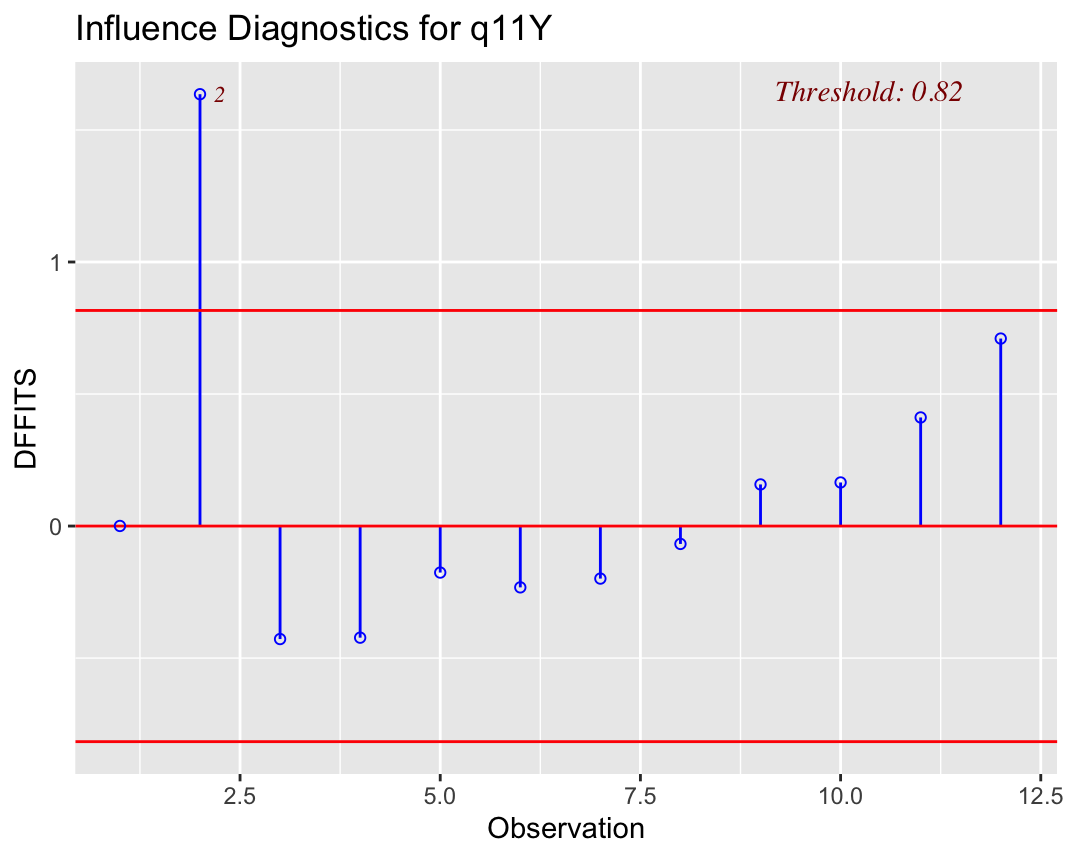 Influence Diagnostics for q11Y
2
Threshold: 0.82
1
0
DFFITS
2.5
5.0
7.5
10.0
12.5
Observation